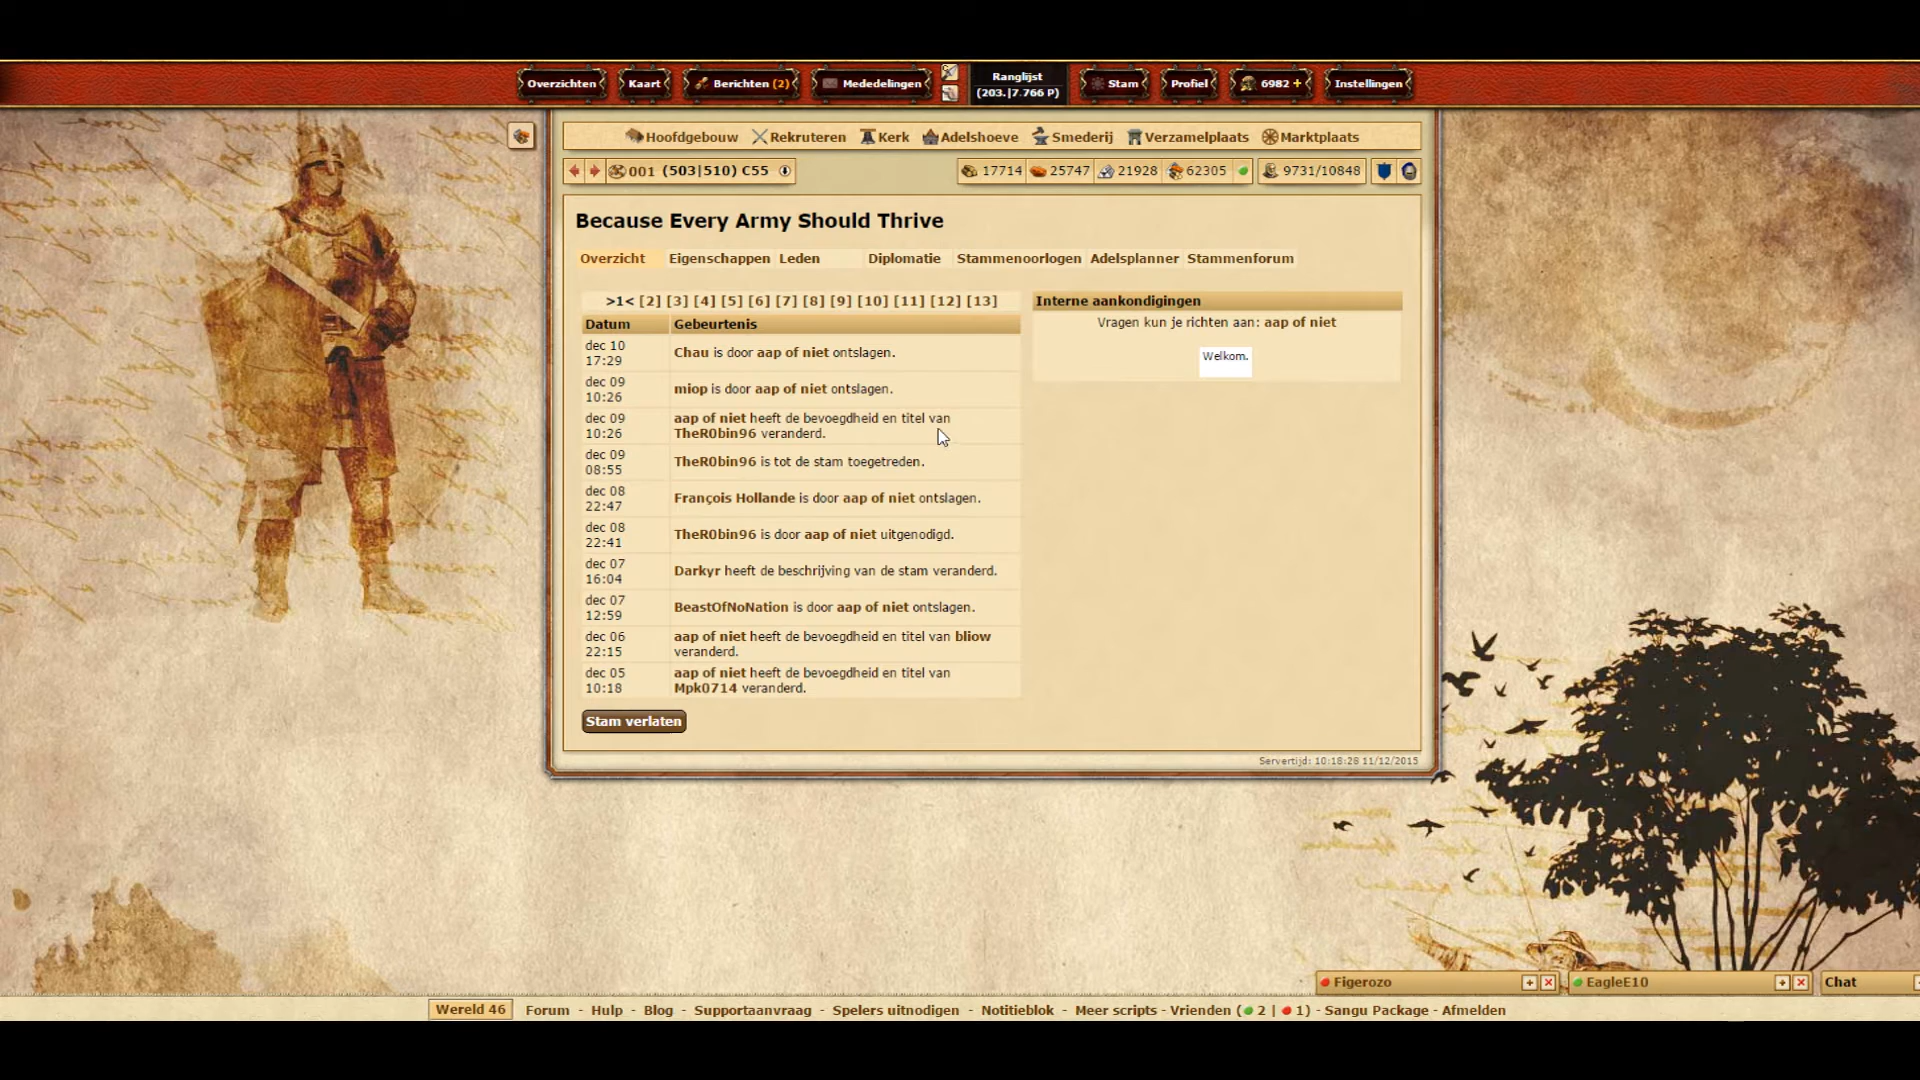 Overzichten Kaart Berichten (2) Mededelingen Ranglijst Stam Profiel 6982 + Instellingen
(203.|7.766 P)
Hoofdgebouw Rekruteren Kerk Adelshoeve Smederij Verzamelplaats Marktplaats
001 (503|510) C55 17714 25747 21928 62305 9731/10848
Because Every Army Should Thrive
Overzicht Eigenschappen Leden Diplomatie Stammenoorlogen Adelsplanner Stammenforum
>1< [2] [3] [4] [5] [6] [7] [8] [9] [10] [11] [12] [13]
Datum Gebeurtenis
dec 10
17:29
Chau is door aap of niet ontslagen.
dec 09
10:26
miop is door aap of niet ontslagen.
dec 09
10:26
aap of niet heeft de bevoegdheid en titel van
TheR0bin96 veranderd.
dec 09
08:55
TheR0bin96 is tot de stam toegetreden.
dec 08
22:47
François Hollande is door aap of niet ontslagen.
dec 08
22:41
TheR0bin96 is door aap of niet uitgenodigd.
dec 07
16:04
Darkyr heeft de beschrijving van de stam veranderd.
dec 07
12:59
BeastOfNoNation is door aap of niet ontslagen.
dec 06
22:15
aap of niet heeft de bevoegdheid en titel van bliow
veranderd.
dec 05
10:18
aap of niet heeft de bevoegdheid en titel van
Mpk0714 veranderd.
Stam verlaten
Interne aankondigingen
Vragen kun je richten aan: aap of niet
Welkom.
Servertijd: 10:18:28 11/12/2015
Figerozo EagleE10 Chat
Wereld 46 Forum - Hulp - Blog - Supportaanvraag - Spelers uitnodigen - Notitieblok - Meer scripts - Vrienden (2 | 1) - Sangu Package - Afmelden